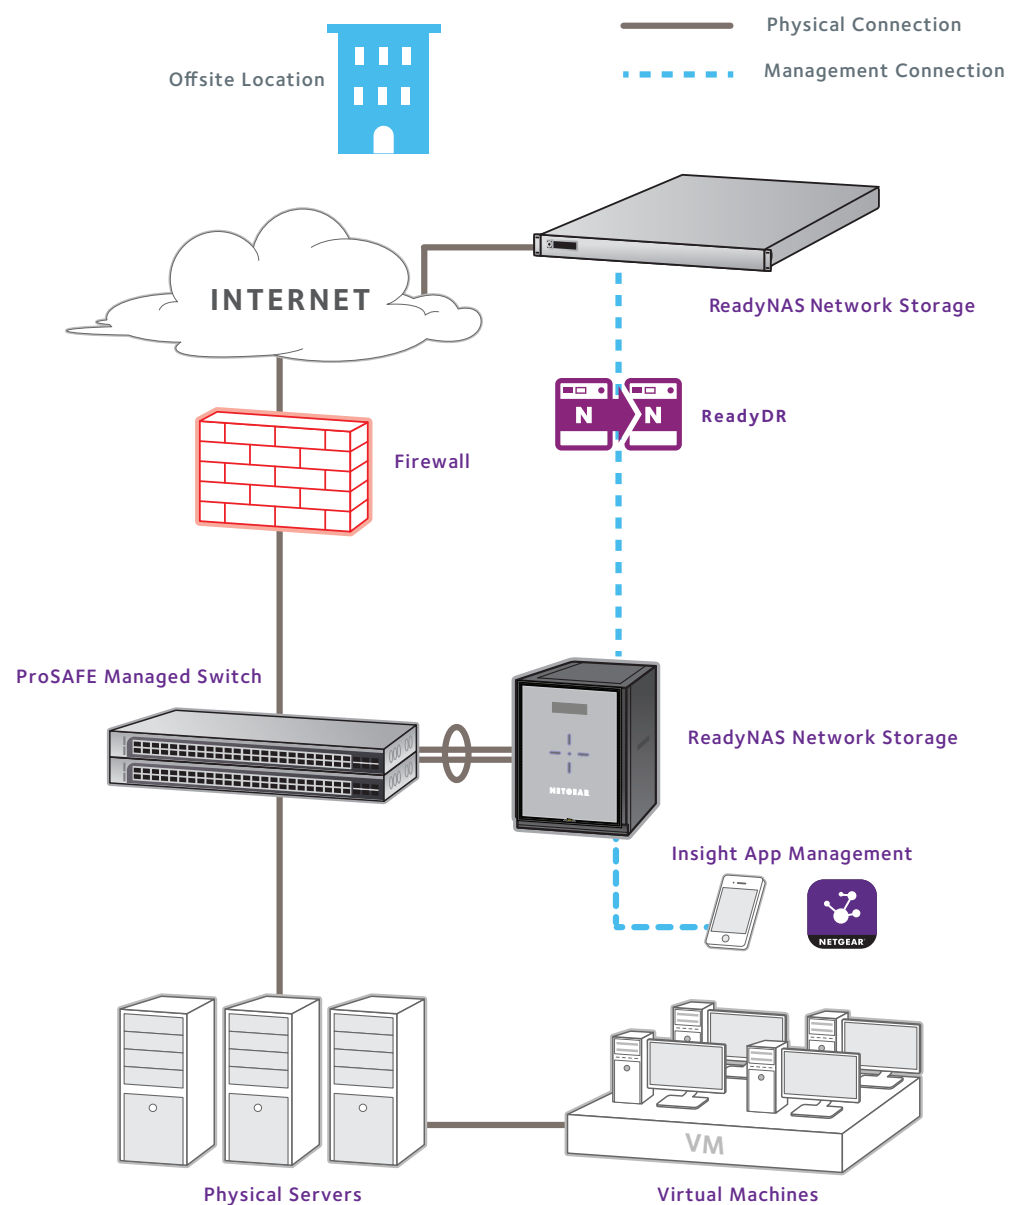 Physical Connection
Offsite Location
Management Connection
INTERNET
ReadyNAS Network Storage
N N
ReadyDR
Firewall
ProSAFE Managed Switch
ReadyNAS Network Storage
NETGEAR
Insight App Management
NETGEAR
VM
Physical Servers
Virtual Machines